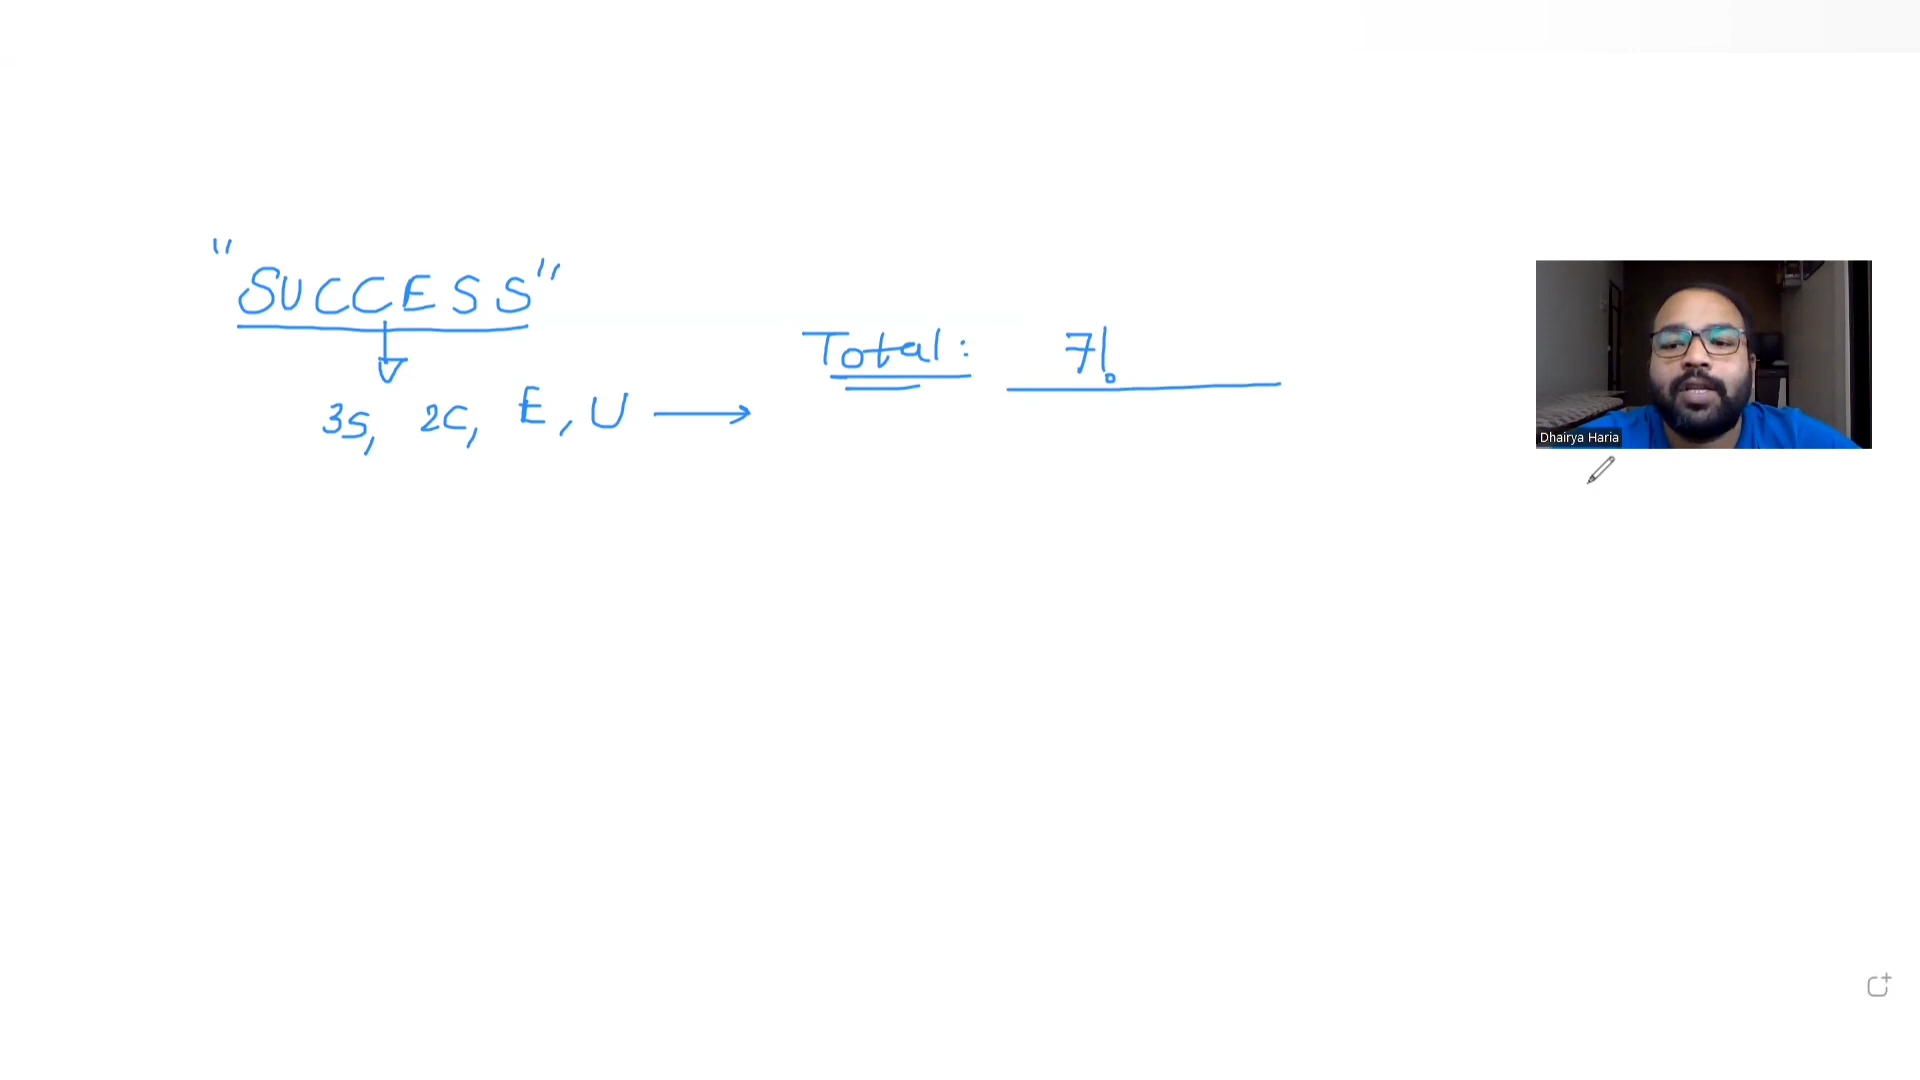 "SUCCESS"
Total: 7!
3S, 2C, E, U
Dhairya Haria